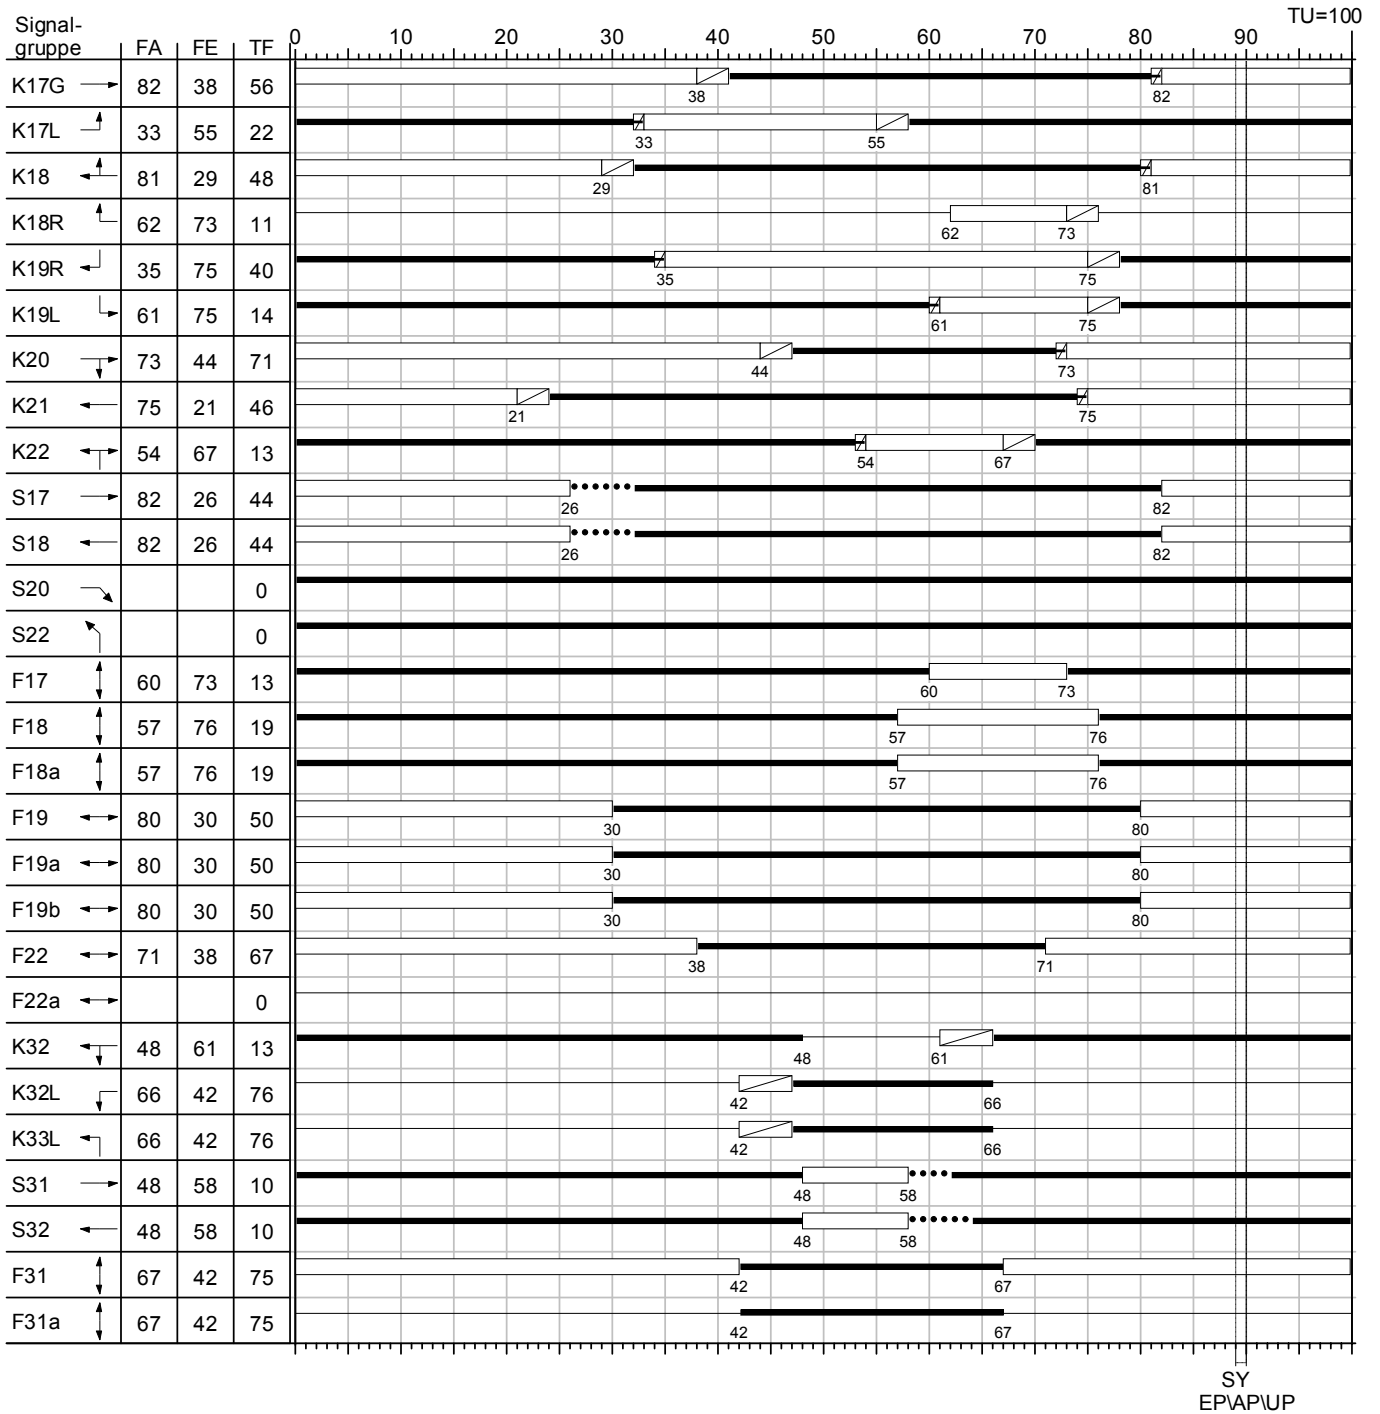 TU=100
Signal-
gruppe FA FE TF 0 10 20 30 40 50 60 70 80 90
K17G 82 38 56
38 82
K17L 33 55 22
33 55
K18 81 29 48
29 81
K18R 62 73 11
62 73
K19R 35 75 40
35 75
K19L 61 75 14
61 75
K20 73 44 71
44 73
K21 75 21 46
21 75
K22 54 67 13
54 67
S17 82 26 44
26 82
S18 82 26 44
26 82
S20 0
S22 0
F17 60 73 13
60 73
F18 57 76 19
57 76
F18a 57 76 19
57 76
F19 80 30 50
30 80
F19a 80 30 50
30 80
F19b 80 30 50
30 80
F22 71 38 67
38 71
F22a 0
K32 48 61 13
48 61
K32L 66 42 76
42 66
K33L 66 42 76
42 66
S31 48 58 10
48 58
S32 48 58 10
48 58
F31 67 42 75
42 67
F31a 67 42 75
42 67
SY
EP\AP\UP